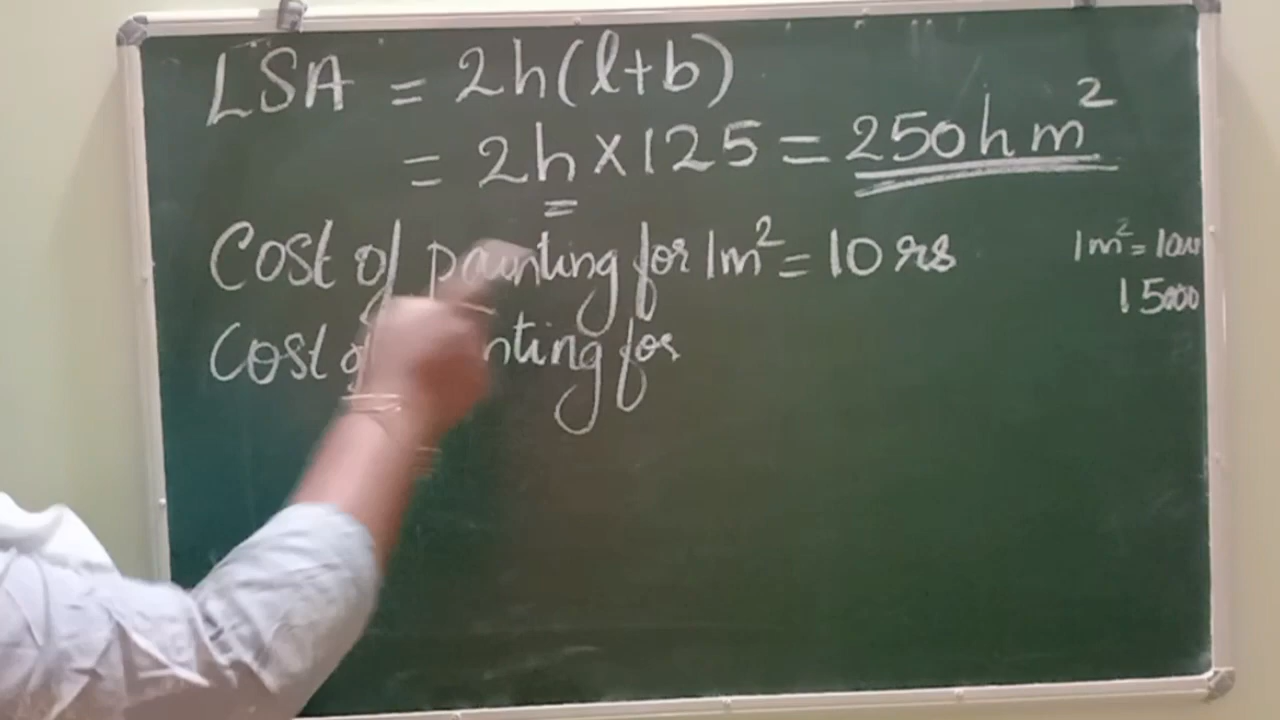 LSA = 2h(l+b)
= 2h×125 = 250h m²
Cost of painting for 1m² = 10 rs
Cost of painting for
1m² = 10
15000